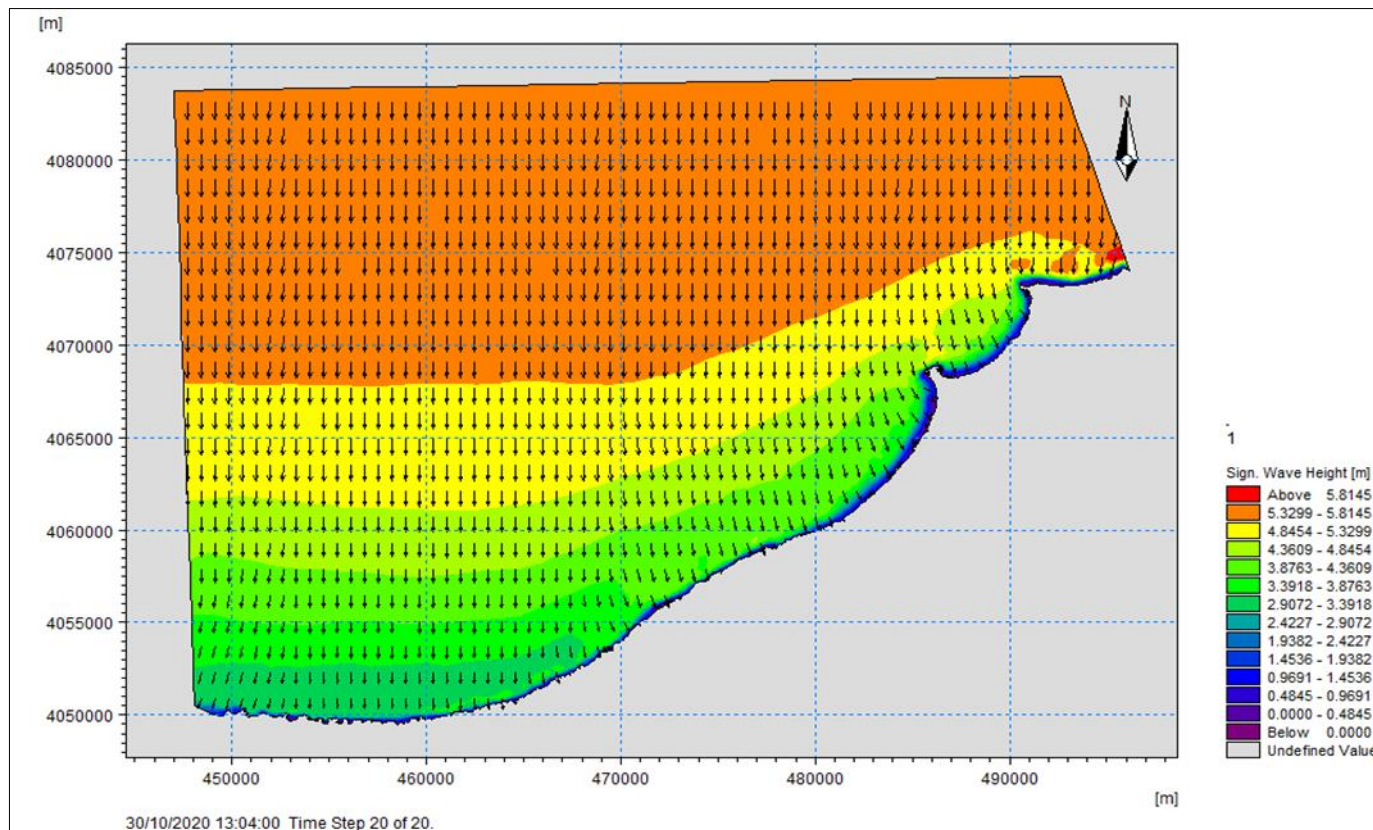 [m]
4085000
4080000
4075000
4070000
4065000
4060000
4055000
4050000
N
450000
460000
470000
480000
490000
[m]
30/10/2020 13:04:00 Time Step 20 of 20.
1
Sign. Wave Height [m]
Above 5.8145
5.3299 - 5.8145
4.8454 - 5.3299
4.3609 - 4.8454
3.8763 - 4.3609
3.3918 - 3.8763
2.9072 - 3.3918
2.4227 - 2.9072
1.9382 - 2.4227
1.4536 - 1.9382
0.9691 - 1.4536
0.4845 - 0.9691
0.0000 - 0.4845
Below 0.0000
Undefined Value